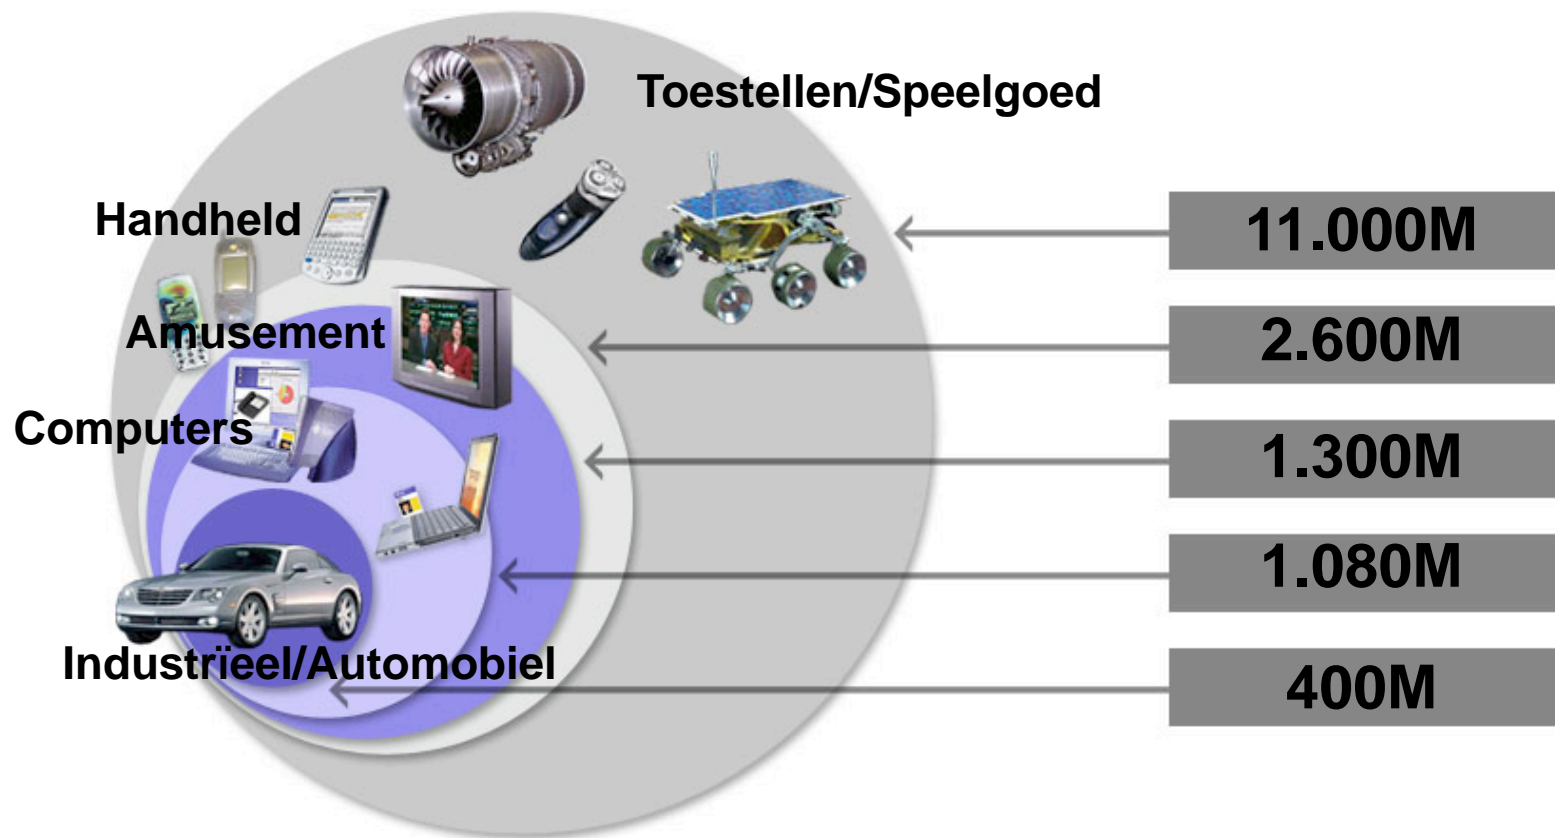 Toestellen/Speelgoed
Handheld
11.000M
Amusement
2.600M
Computers
1.300M
1.080M
Industrïeel/Automobiel
400M